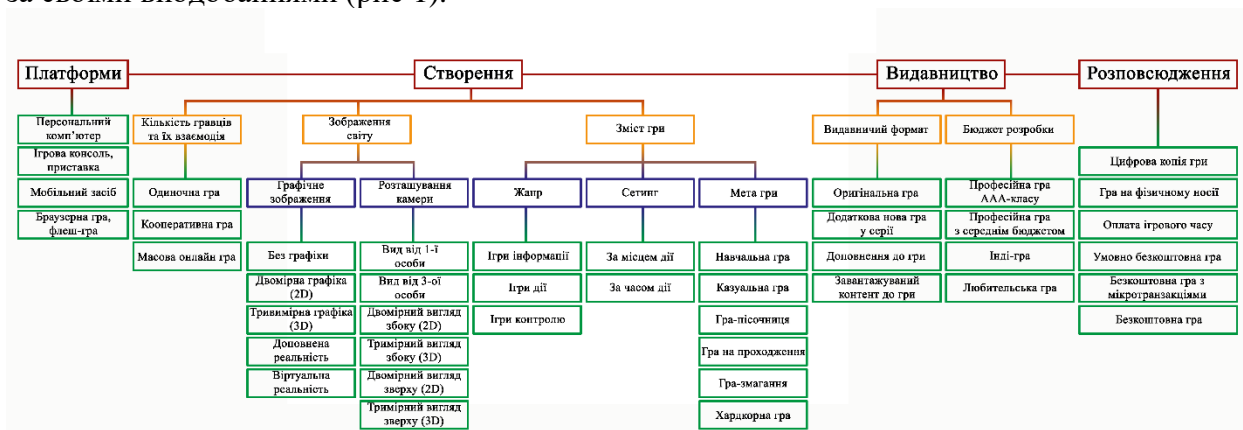 за своїми вподобаннями (рис 1).
Платформи
Створення
Видавництво
Розповсюдження
Персональний
комп’ютер
Ігрова консоль,
приставка
Мобільний засіб
Браузерна гра,
флеш-гра
Кількість гравців
та їх взаємодія
Одиночна гра
Кооперативна гра
Масова онлайн гра
Зображення
світу
Графічне
зображення
Без графіки
Двомірна графіка
(2D)
Тривимірна графіка
(3D)
Доповнена
реальність
Віртуальна
реальність
Розташування
камери
Вид від 1-ї
особи
Вид від 3-ої
особи
Двомірний вигляд
збоку (2D)
Тримірний вигляд
збоку (3D)
Двомірний вигляд
зверху (2D)
Тримірний вигляд
зверху (3D)
Зміст гри
Жанр
Ігри інформації
Ігри дії
Ігри контролю
Сетинг
За місцем дії
За часом дії
Мета гри
Навчальна гра
Казуальна гра
Гра-пісочниця
Гра на проходження
Гра-змагання
Хардкорна гра
Видавничий формат
Оригінальна гра
Додаткова нова гра
у серії
Доповнення до гри
Завантажуваний
контент до гри
Бюджет розробки
Професійна гра
ААА-класу
Професійна гра
з середнім бюджетом
Інді-гра
Любительська гра
Цифрова копія гри
Гра на фізичному носії
Оплата ігрового часу
Умовно безкоштовна гра
Безкоштовна гра з
мікротранзакціями
Безкоштовна гра